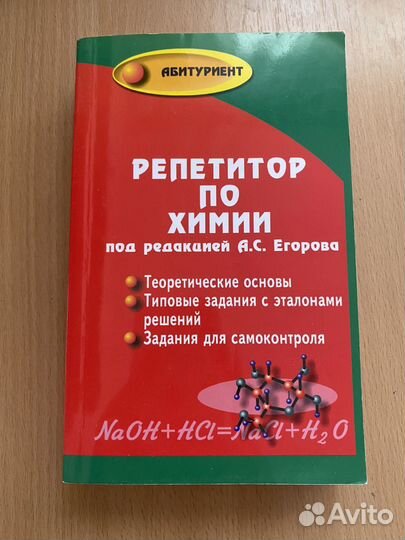 АБИТУРИЕНТ
РЕПЕТИТОР
ПО
ХИМИИ
под редакцией А.С. Егорова
Теоретические основы
Типовые задания с эталонами
решений
Задания для самоконтроля
NaOH+HCl=NaCl+H₂O
Avito